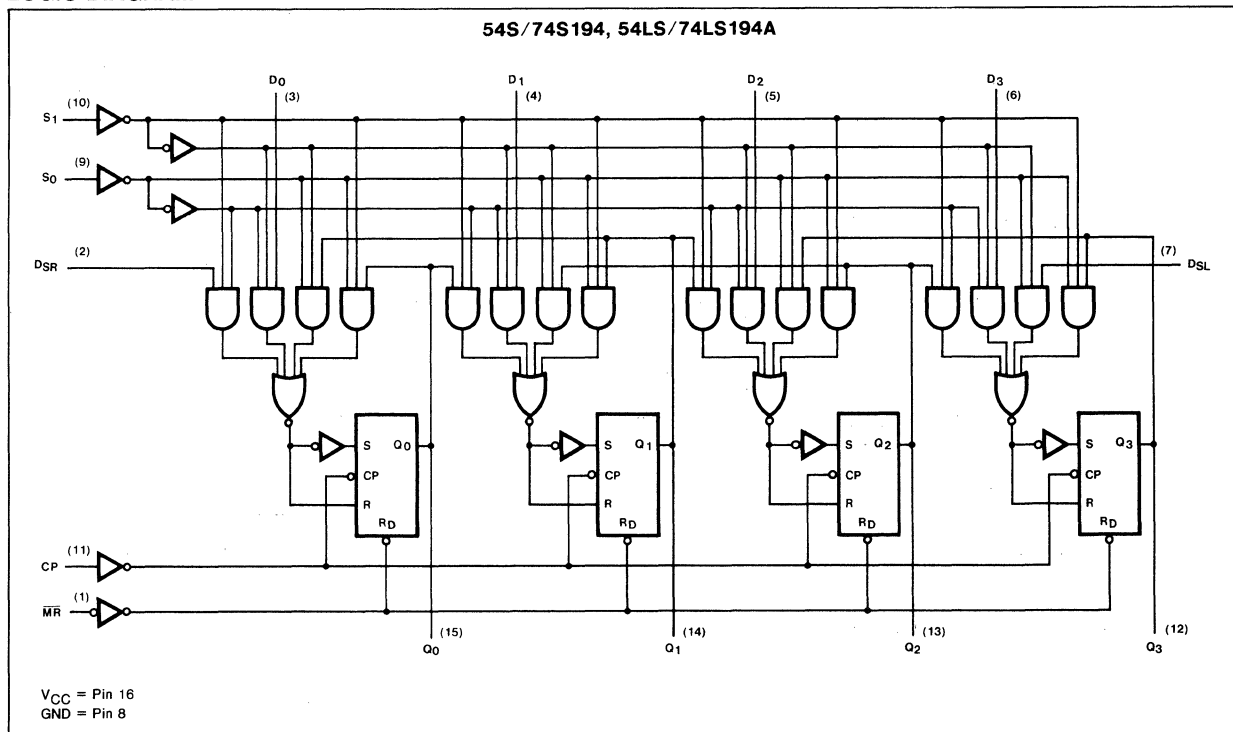 54S/74S194, 54LS/74LS194A
D0 D1 D2 D3
(3) (4) (5) (6)
(10)
S1
(9)
S0
(2) (7)
DSR DSL
S Q0 S Q1 S Q2 S Q3
CP CP CP CP
R R R R
RD RD RD RD
(11)
CP
(1)
MR
(15) (14) (13) (12)
Q0 Q1 Q2 Q3
VCC = Pin 16
GND = Pin 8